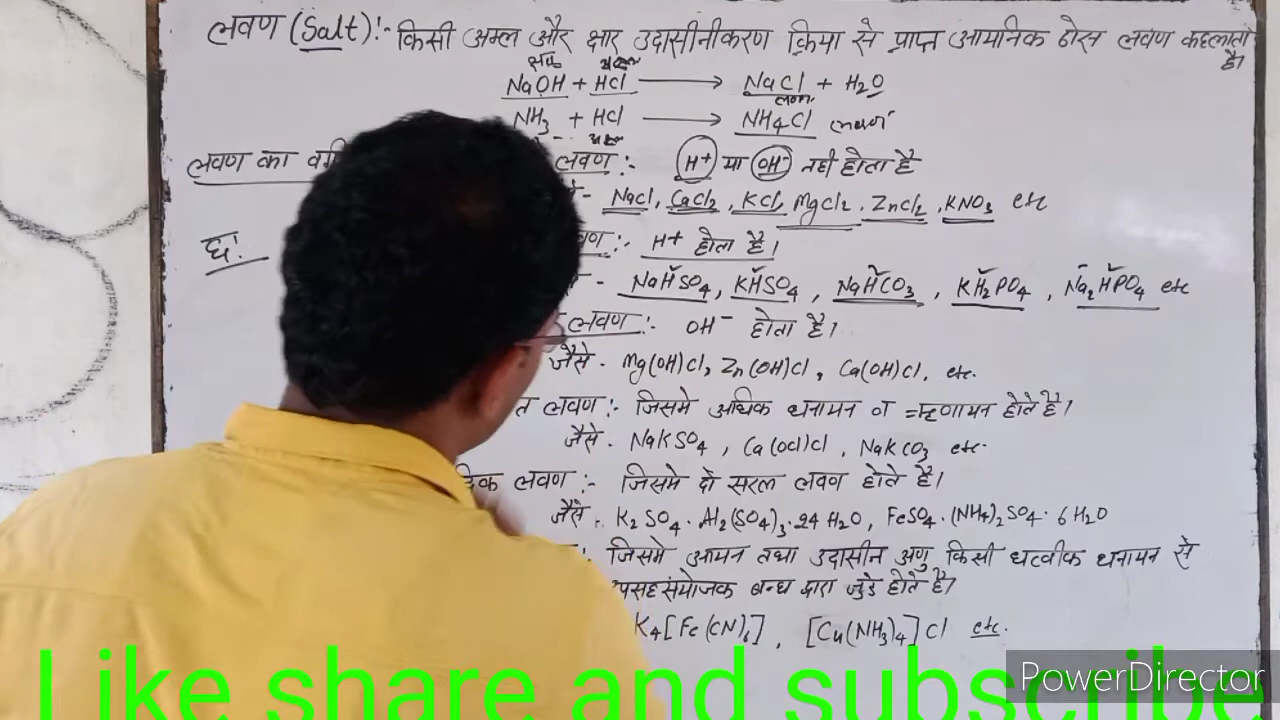 लवण (Salt):- किसी अम्ल और क्षार उदासीनीकरण क्रिया से प्राप्त आयनिक ठोस लवण कहलाता
है।
अम्ल
NaOH + HCl → NaCl + H₂O
लवण
NH₃ + HCl → NH₄Cl लवण
अम्ल
लवण का लवण :- H⁺ या OH⁻ नही होता है
NaCl, CaCl₂, KCl, MgCl₂, ZnCl₂, KNO₃ etc
H⁺ होता है।
NaHSO₄, KHSO₄, NaHCO₃, KH₂PO₄, Na₂HPO₄ etc
लवण :- OH⁻ होता है।
जैसे - Mg(OH)Cl, Zn(OH)Cl, Ca(OH)Cl, etc.
लवण :- जिसमे अधिक धनायन व ऋणायन होते है।
जैसे - NaKSO₄, Ca(OCl)Cl, NaKCO₃ etc.
लवण :- जिसमे दो सरल लवण होते है।
जैसे - K₂SO₄·Al₂(SO₄)₃·24H₂O, FeSO₄·(NH₄)₂SO₄·6H₂O
जिसमे आयन तथा उदासीन अणु किसी धत्वीक धनायन से
बन्ध द्वारा जुडे होते है।
K₄[Fe(CN)₆], [Cu(NH₃)₄]Cl etc.
Like share and subscribe
PowerDirector